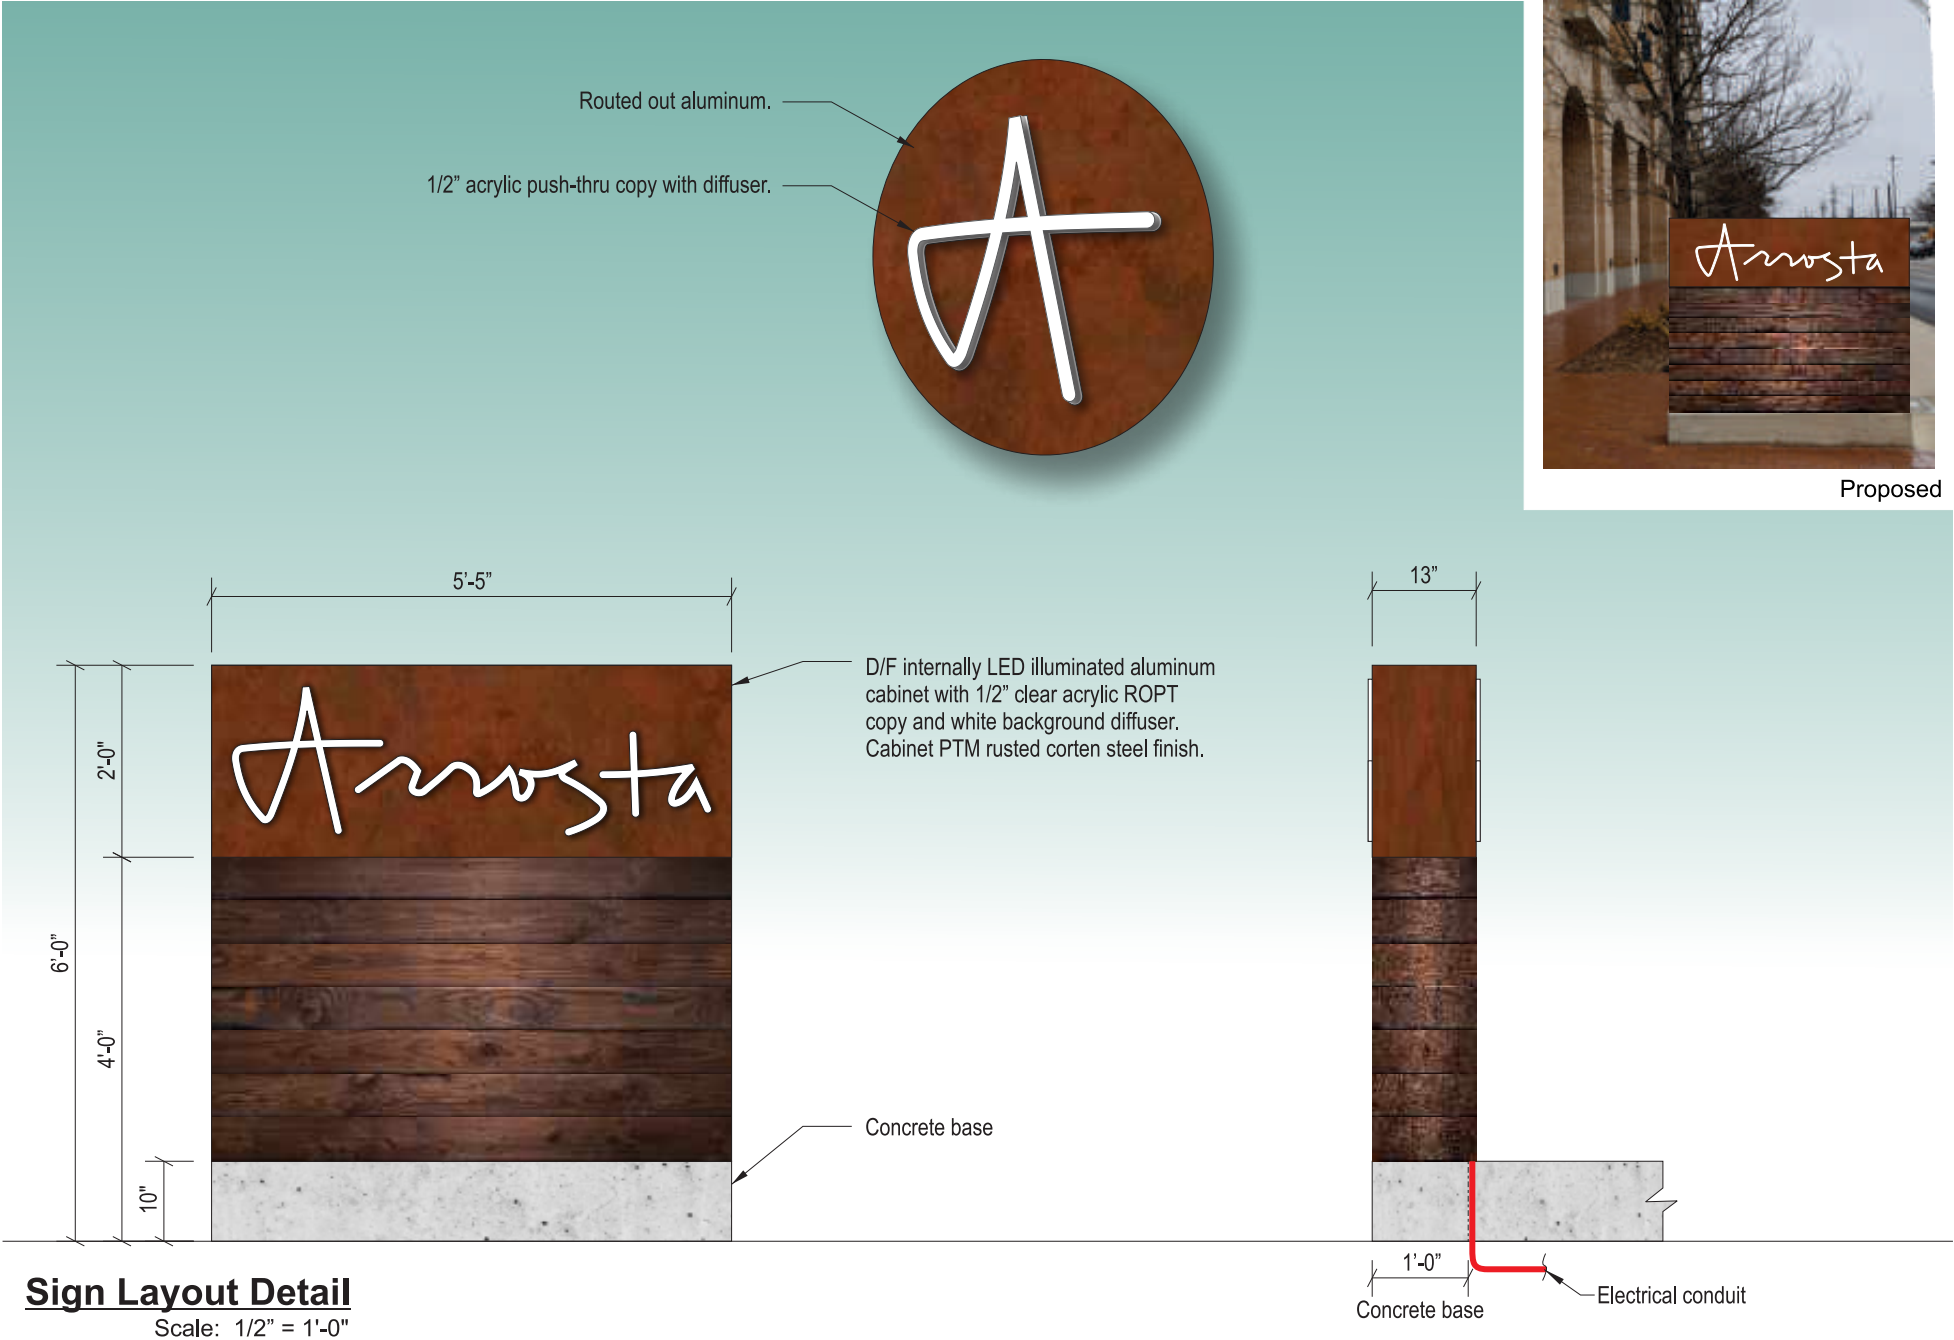 Routed out aluminum.
1/2” acrylic push-thru copy with diffuser.
A
Arrosta
Proposed
5’-5”
13”
D/F internally LED illuminated aluminum
cabinet with 1/2” clear acrylic ROPT
copy and white background diffuser.
Cabinet PTM rusted corten steel finish.
2'-0"
Arrosta
6’-0”
4’-0”
Concrete base
10"
1’-0”
Concrete base
Electrical conduit
Sign Layout Detail
Scale: 1/2” = 1'-0"